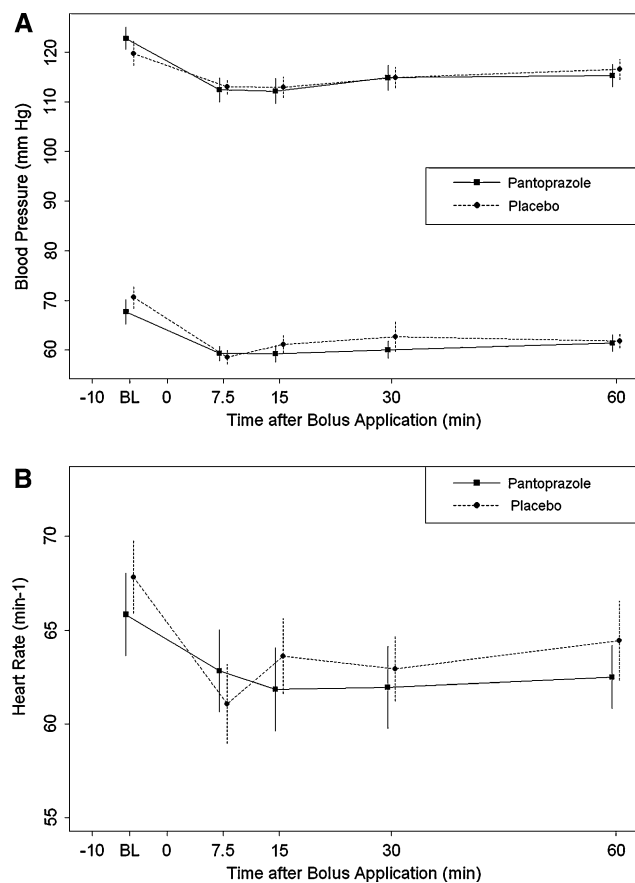 A
Blood Pressure (mm Hg)
120
110
100
90
80
70
60
Pantoprazole
Placebo
-10 BL 0 7.5 15 30 60
Time after Bolus Application (min)
B
Heart Rate (min-1)
70
65
60
55
Pantoprazole
Placebo
-10 BL 0 7.5 15 30 60
Time after Bolus Application (min)